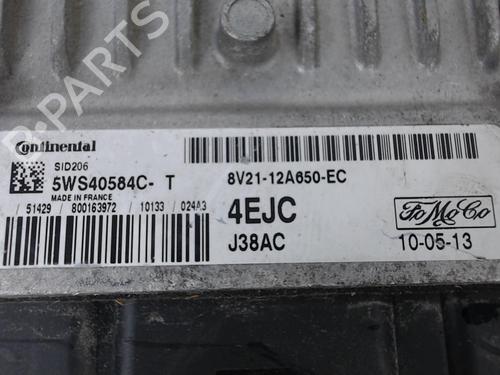 Continental
SID206
5WS40584C- T
MADE IN FRANCE
/ 51429 / 800163972 / 10133 / 024A3
8V21-12A650-EC
4EJC
J38AC
FoMoCo
10-05-13